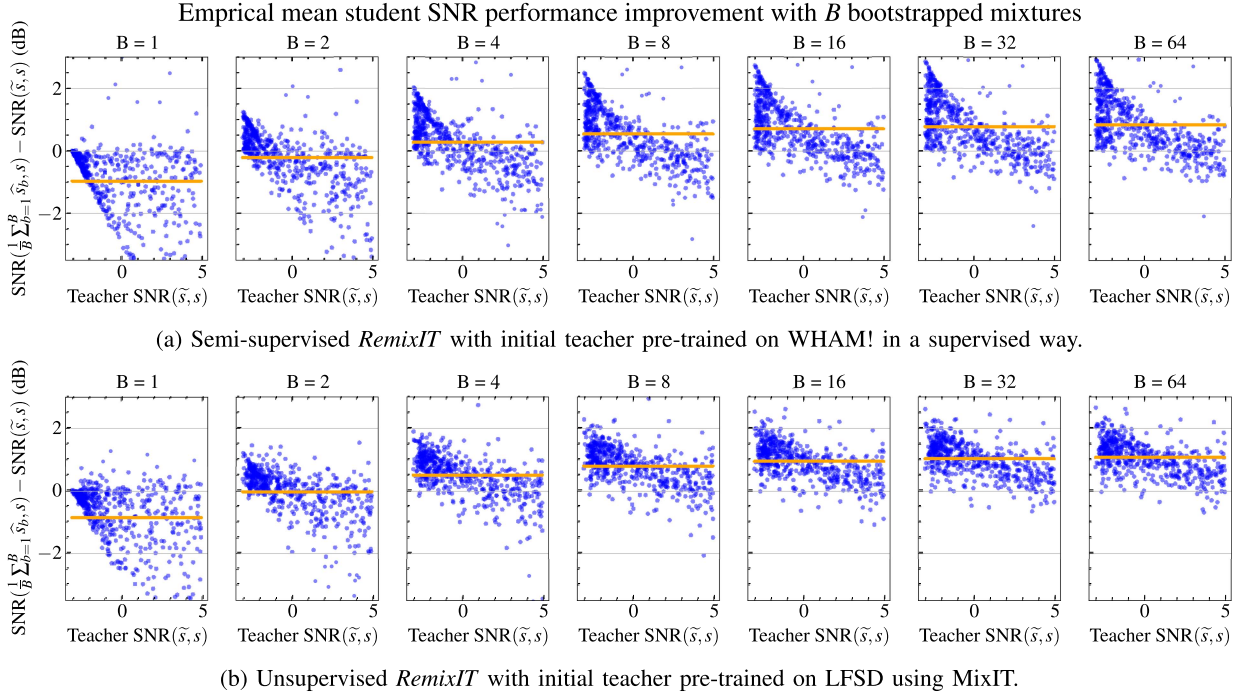 Emprical mean student SNR performance improvement with B bootstrapped mixtures
B = 1 B = 2 B = 4 B = 8 B = 16 B = 32 B = 64
SNR(1/B Σ_{b=1}^{B} ŝ_b, s) − SNR(s̃, s) (dB)
2
0
−2
0 5 0 5 0 5 0 5 0 5 0 5 0 5
Teacher SNR(s̃, s) Teacher SNR(s̃, s) Teacher SNR(s̃, s) Teacher SNR(s̃, s) Teacher SNR(s̃, s) Teacher SNR(s̃, s) Teacher SNR(s̃, s)
(a) Semi-supervised RemixIT with initial teacher pre-trained on WHAM! in a supervised way.
B = 1 B = 2 B = 4 B = 8 B = 16 B = 32 B = 64
SNR(1/B Σ_{b=1}^{B} ŝ_b, s) − SNR(s̃, s) (dB)
2
0
−2
0 5 0 5 0 5 0 5 0 5 0 5 0 5
Teacher SNR(s̃, s) Teacher SNR(s̃, s) Teacher SNR(s̃, s) Teacher SNR(s̃, s) Teacher SNR(s̃, s) Teacher SNR(s̃, s) Teacher SNR(s̃, s)
(b) Unsupervised RemixIT with initial teacher pre-trained on LFSD using MixIT.